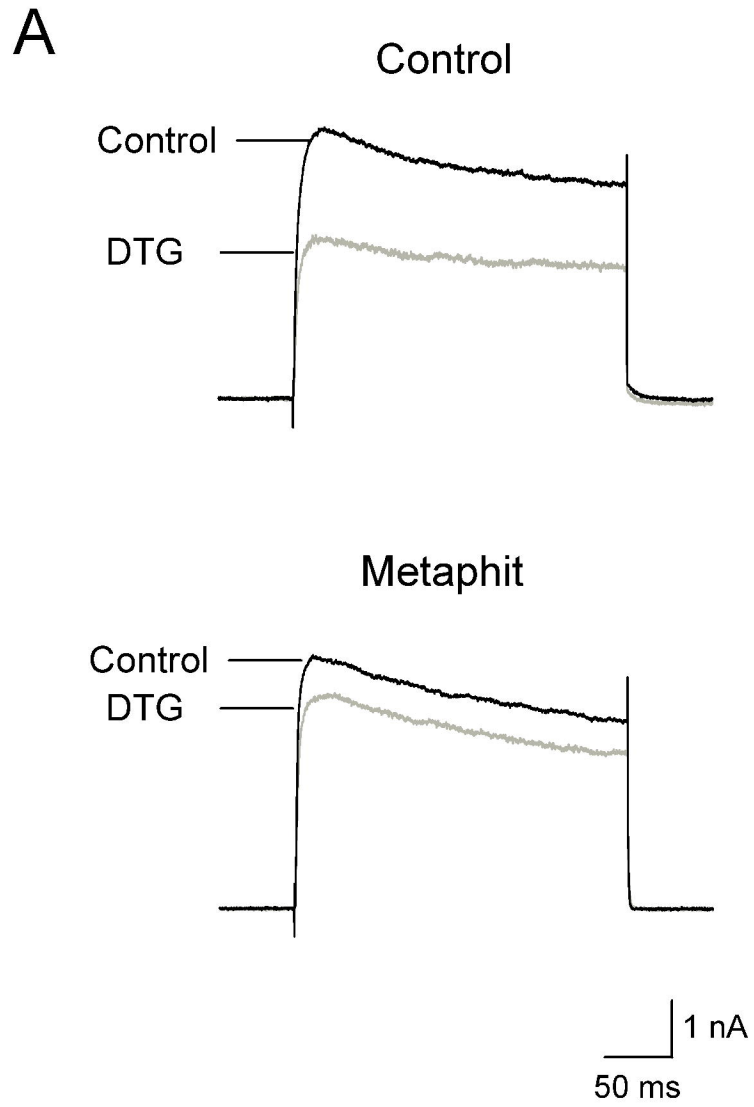 A
Control
Control
DTG
Metaphit
Control
DTG
1 nA
50 ms